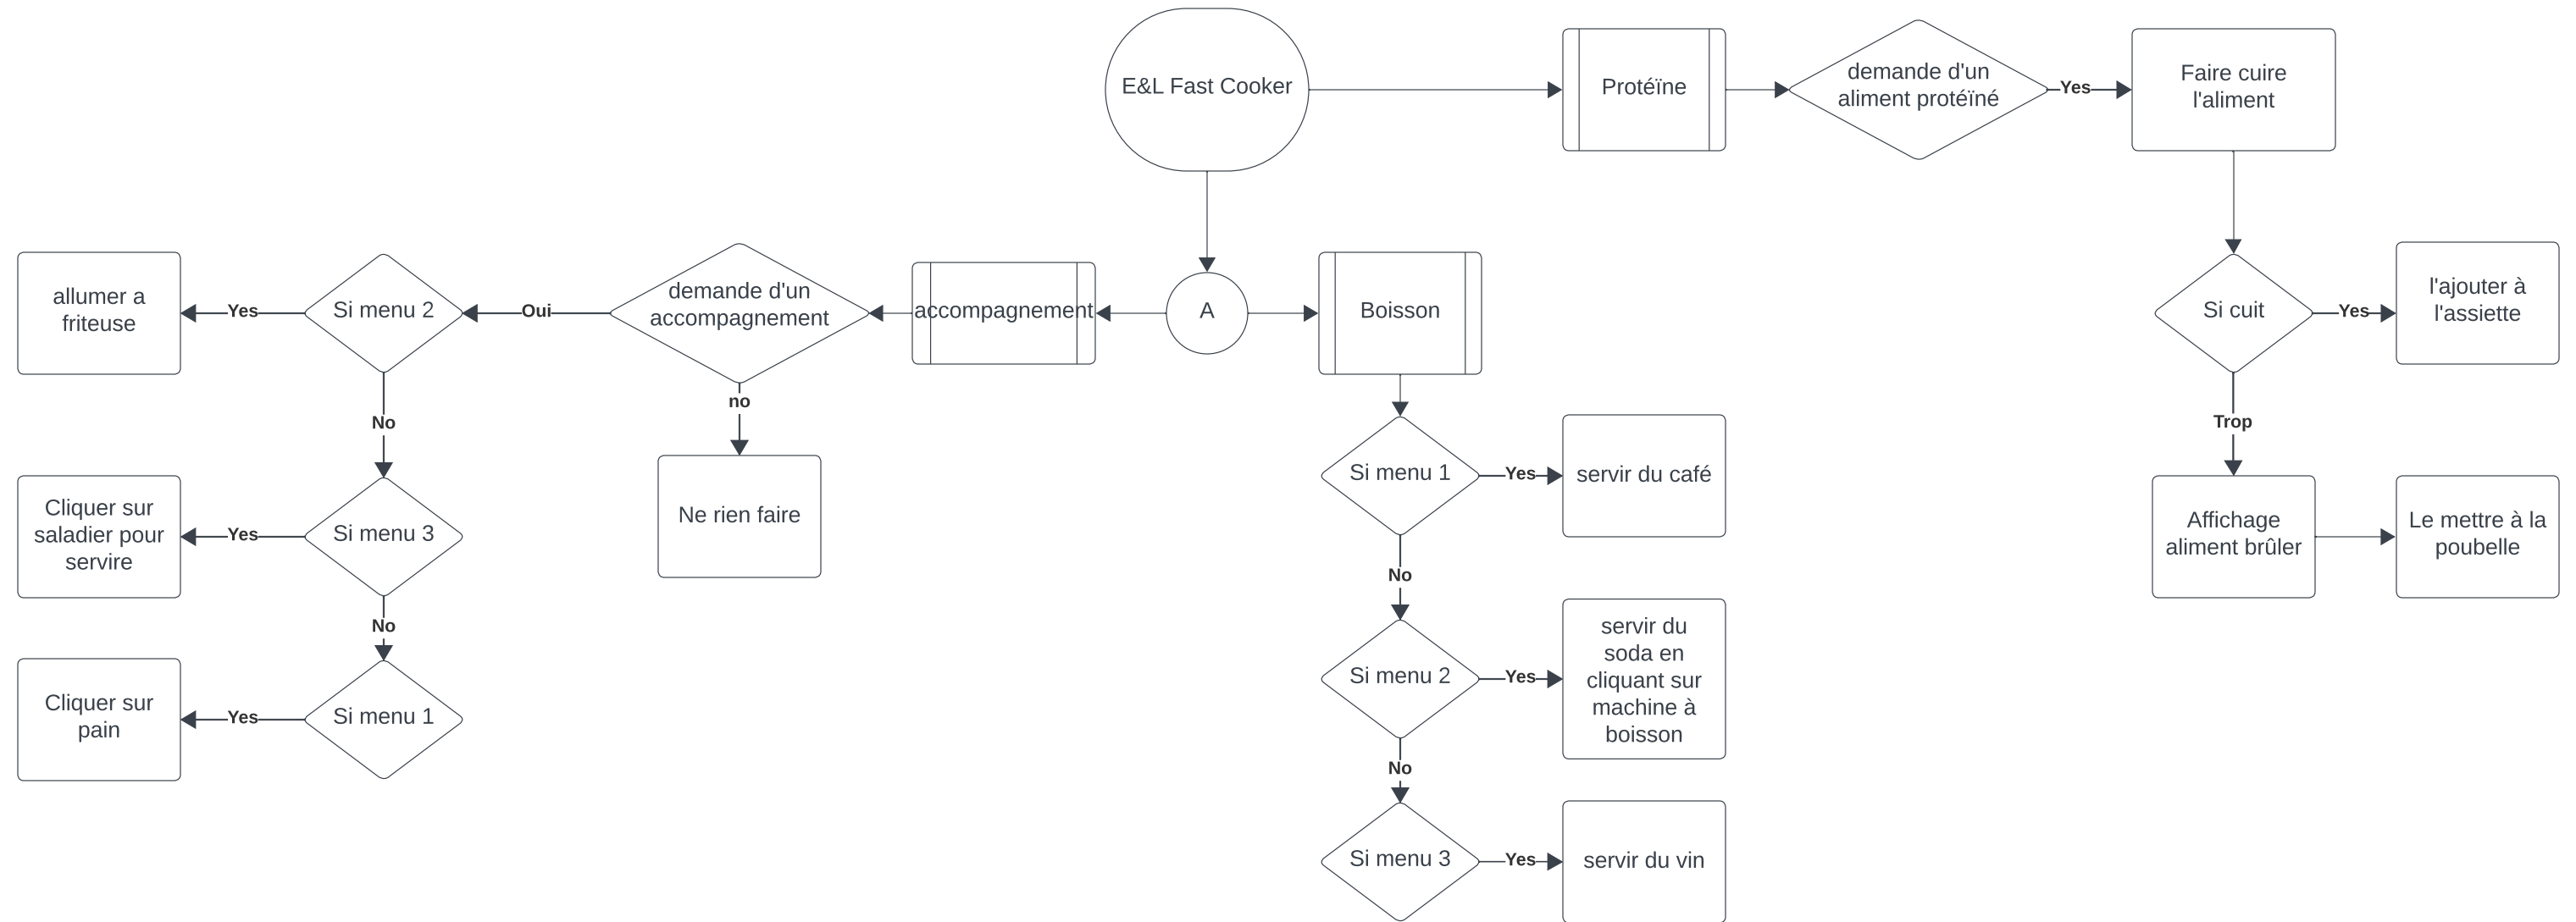 E&L Fast Cooker
Protéïne
demande d'un
aliment protéïné
Yes
Faire cuire
l'aliment
Si cuit
Yes
l'ajouter à
l'assiette
Trop
Affichage
aliment brûler
Le mettre à la
poubelle
A
accompagnement
demande d'un
accompagnement
no
Ne rien faire
Oui
Si menu 2
Yes
allumer a
friteuse
No
Si menu 3
Yes
Cliquer sur
saladier pour
servire
No
Si menu 1
Yes
Cliquer sur
pain
Boisson
Si menu 1
Yes
servir du café
No
Si menu 2
Yes
servir du
soda en
cliquant sur
machine à
boisson
No
Si menu 3
Yes
servir du vin